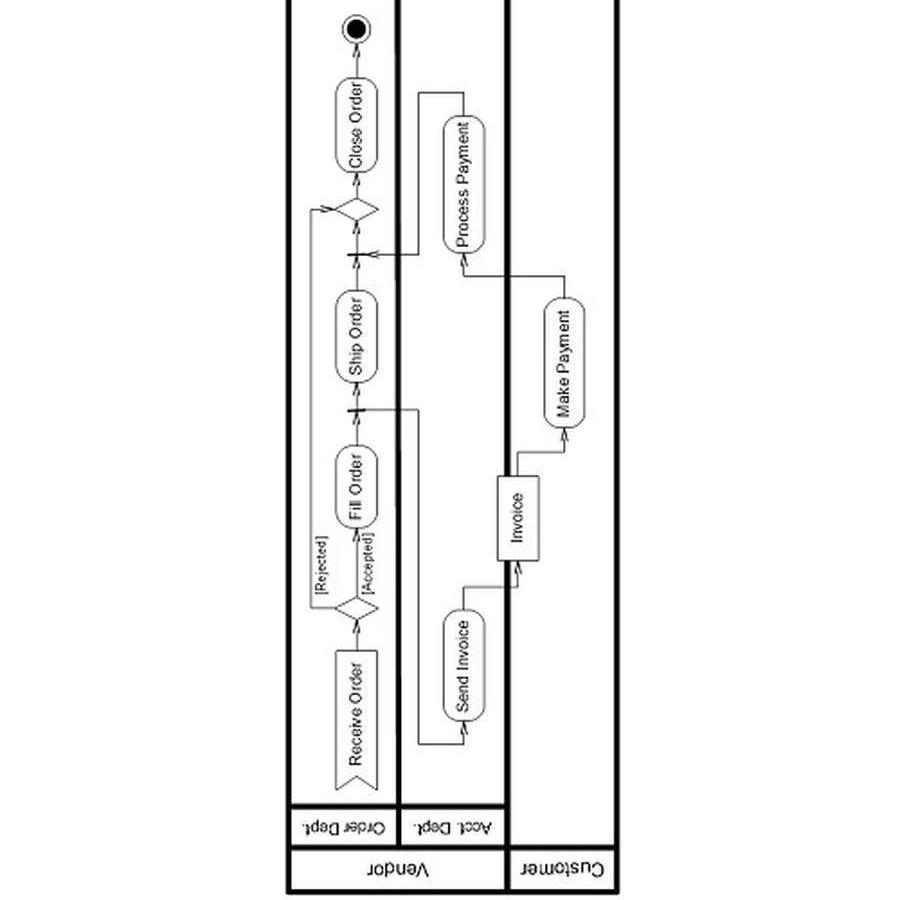 Vendor
Customer
Order Dept.
Acct. Dept.
Receive Order
[Rejected]
[Accepted]
Fill Order
Ship Order
Close Order
Send Invoice
Invoice
Make Payment
Process Payment